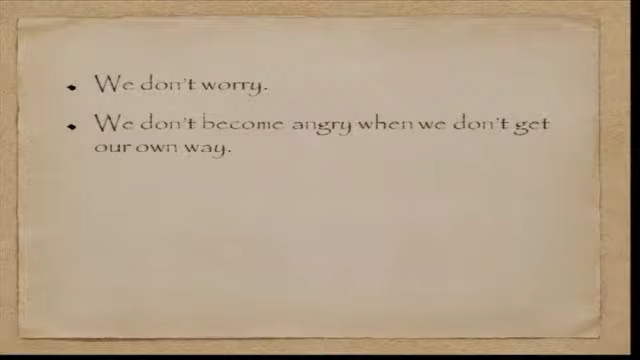 • We don't worry.
• We don't become angry when we don't get
our own way.